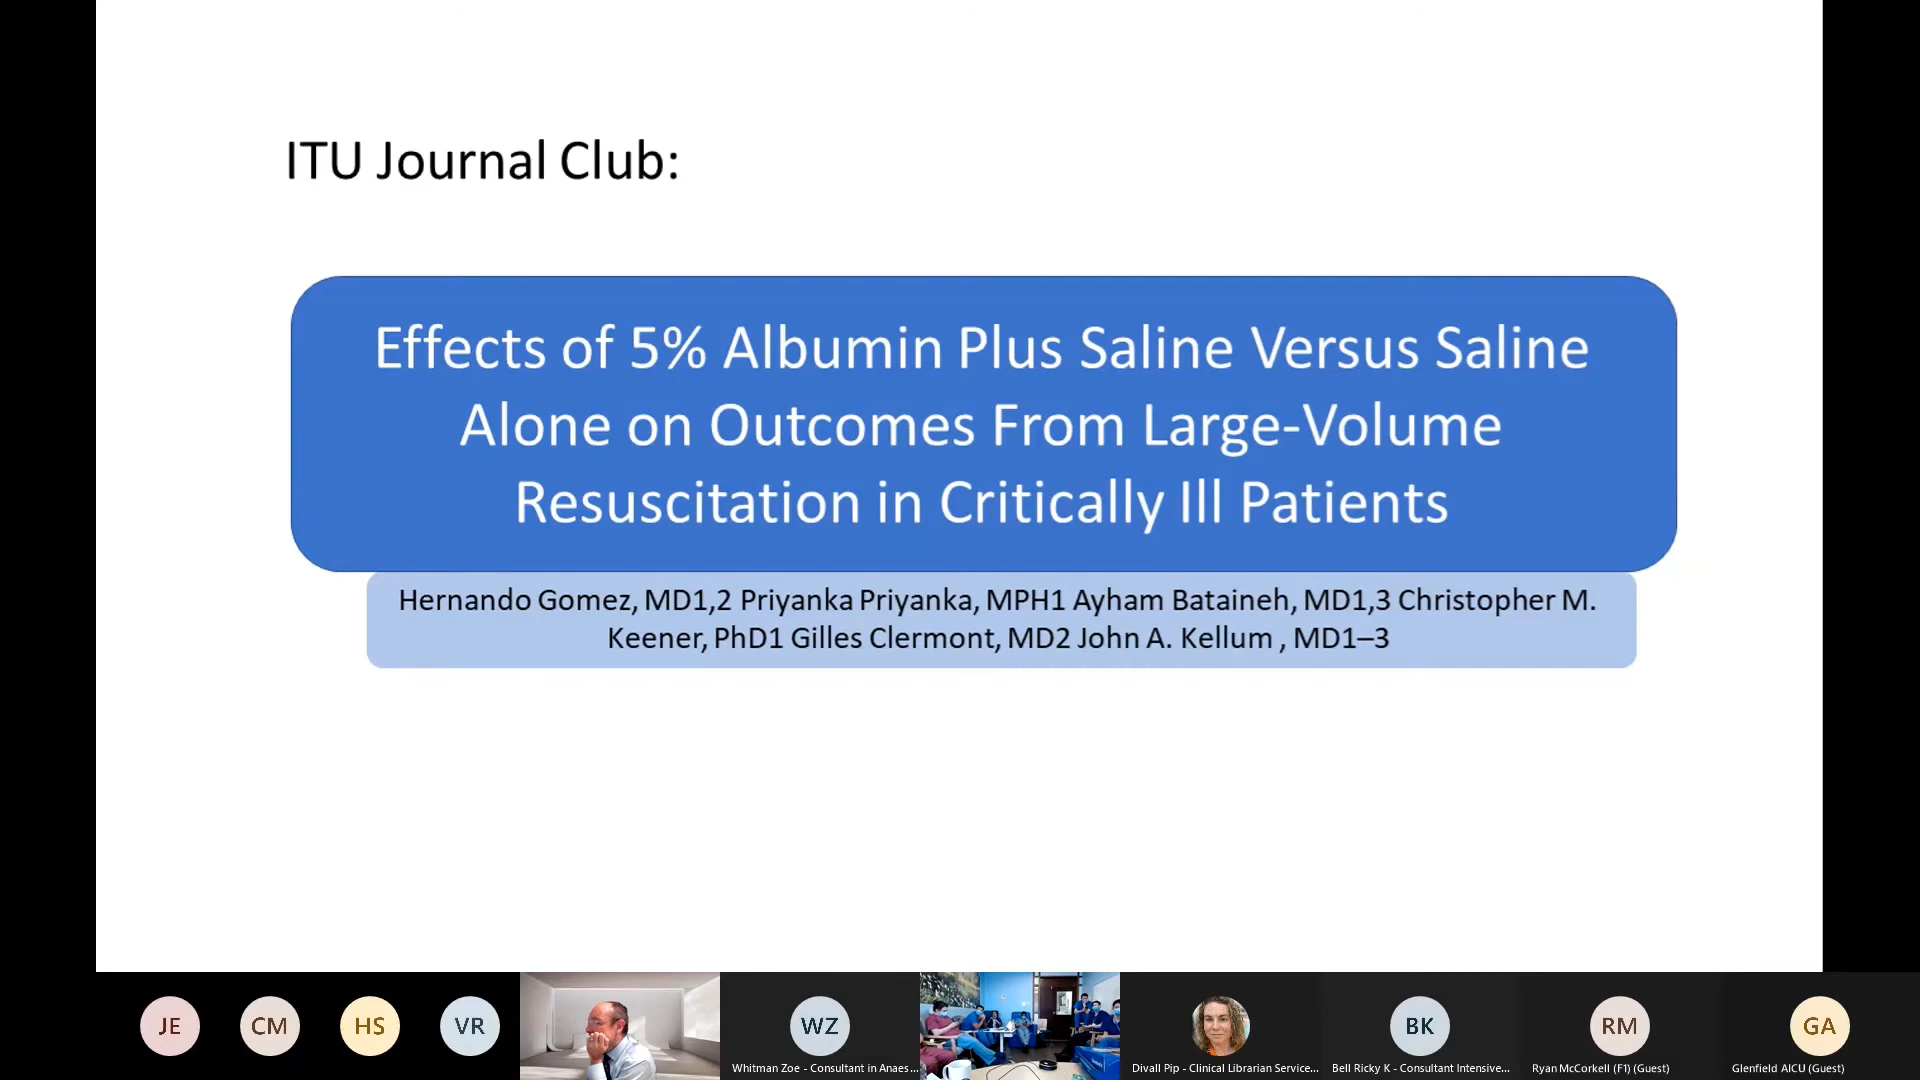 ITU Journal Club:
Effects of 5% Albumin Plus Saline Versus Saline
Alone on Outcomes From Large-Volume
Resuscitation in Critically Ill Patients
Hernando Gomez, MD1,2 Priyanka Priyanka, MPH1 Ayham Bataineh, MD1,3 Christopher M.
Keener, PhD1 Gilles Clermont, MD2 John A. Kellum , MD1–3
JE
CM
HS
VR
WZ
BK
RM
GA
Whitman Zoe - Consultant in Anaes...
Divall Pip - Clinical Librarian Service...
Bell Ricky K - Consultant Intensive...
Ryan McCorkell (F1) (Guest)
Glenfield AICU (Guest)